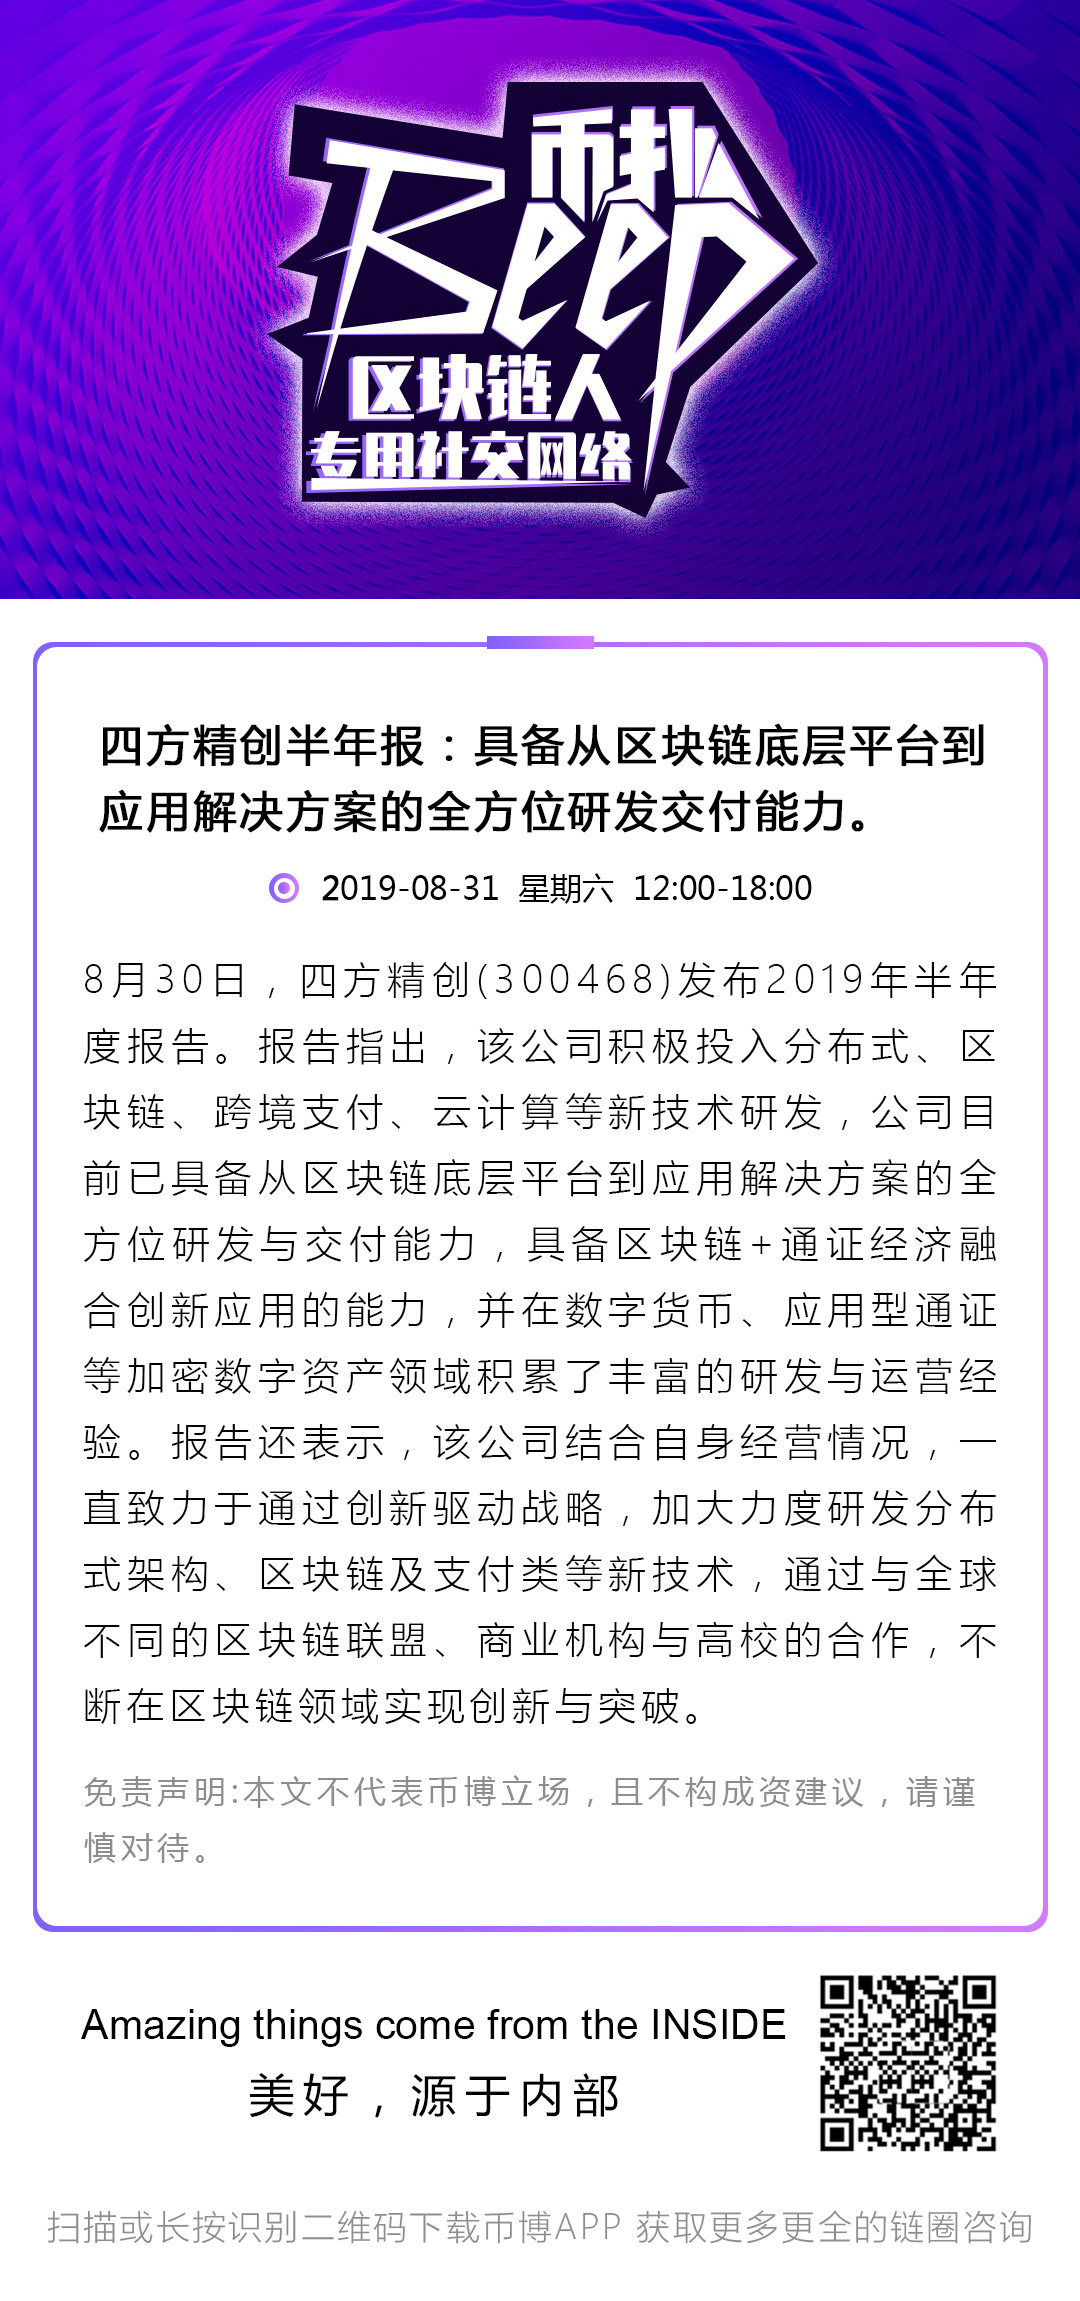 币扑
Beep
区块链人
专用社交网络
四方精创半年报：具备从区块链底层平台到
应用解决方案的全方位研发交付能力。
2019-08-31 星期六 12:00-18:00
8月30日，四方精创(300468)发布2019年半年
度报告。报告指出，该公司积极投入分布式、区
块链、跨境支付、云计算等新技术研发，公司目
前已具备从区块链底层平台到应用解决方案的全
方位研发与交付能力，具备区块链+通证经济融
合创新应用的能力，并在数字货币、应用型通证
等加密数字资产领域积累了丰富的研发与运营经
验。报告还表示，该公司结合自身经营情况，一
直致力于通过创新驱动战略，加大力度研发分布
式架构、区块链及支付类等新技术，通过与全球
不同的区块链联盟、商业机构与高校的合作，不
断在区块链领域实现创新与突破。
免责声明:本文不代表币博立场，且不构成资建议，请谨
慎对待。
Amazing things come from the INSIDE
美好，源于内部
扫描或长按识别二维码下载币博APP 获取更多更全的链圈咨询